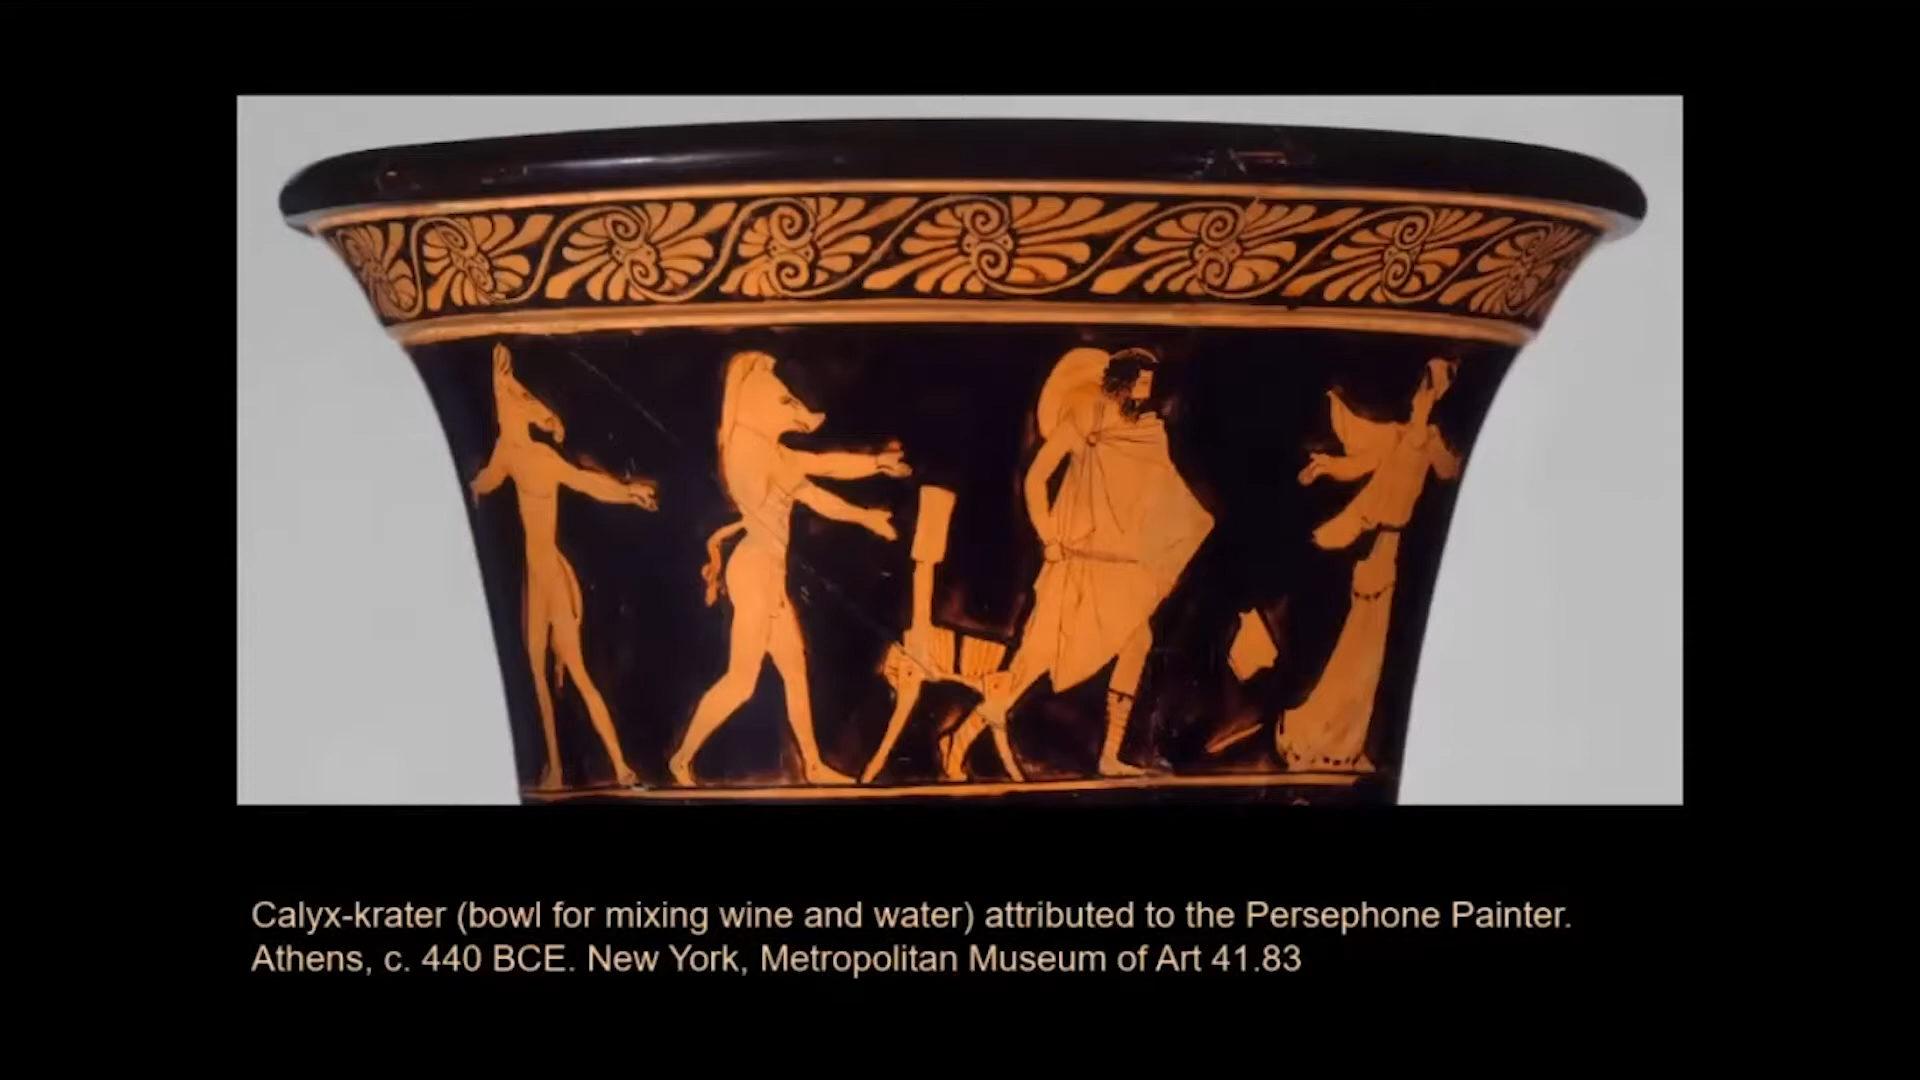 Calyx-krater (bowl for mixing wine and water) attributed to the Persephone Painter.
Athens, c. 440 BCE. New York, Metropolitan Museum of Art 41.83